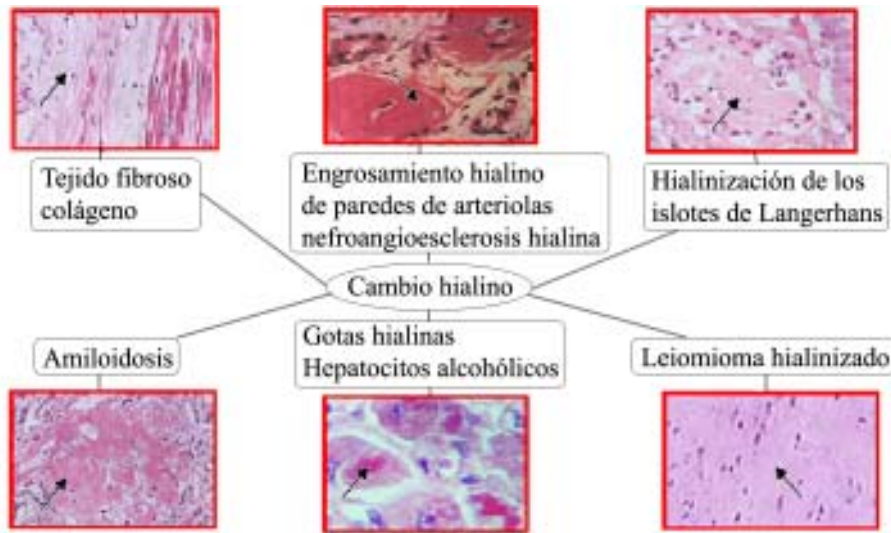 Tejido fibroso
colágeno
Engrosamiento hialino
de paredes de arteriolas
nefroangioesclerosis hialina
Hialinización de los
islotes de Langerhans
Cambio hialino
Amiloidosis
Gotas hialinas
Hepatocitos alcohólicos
Leiomioma hialinizado